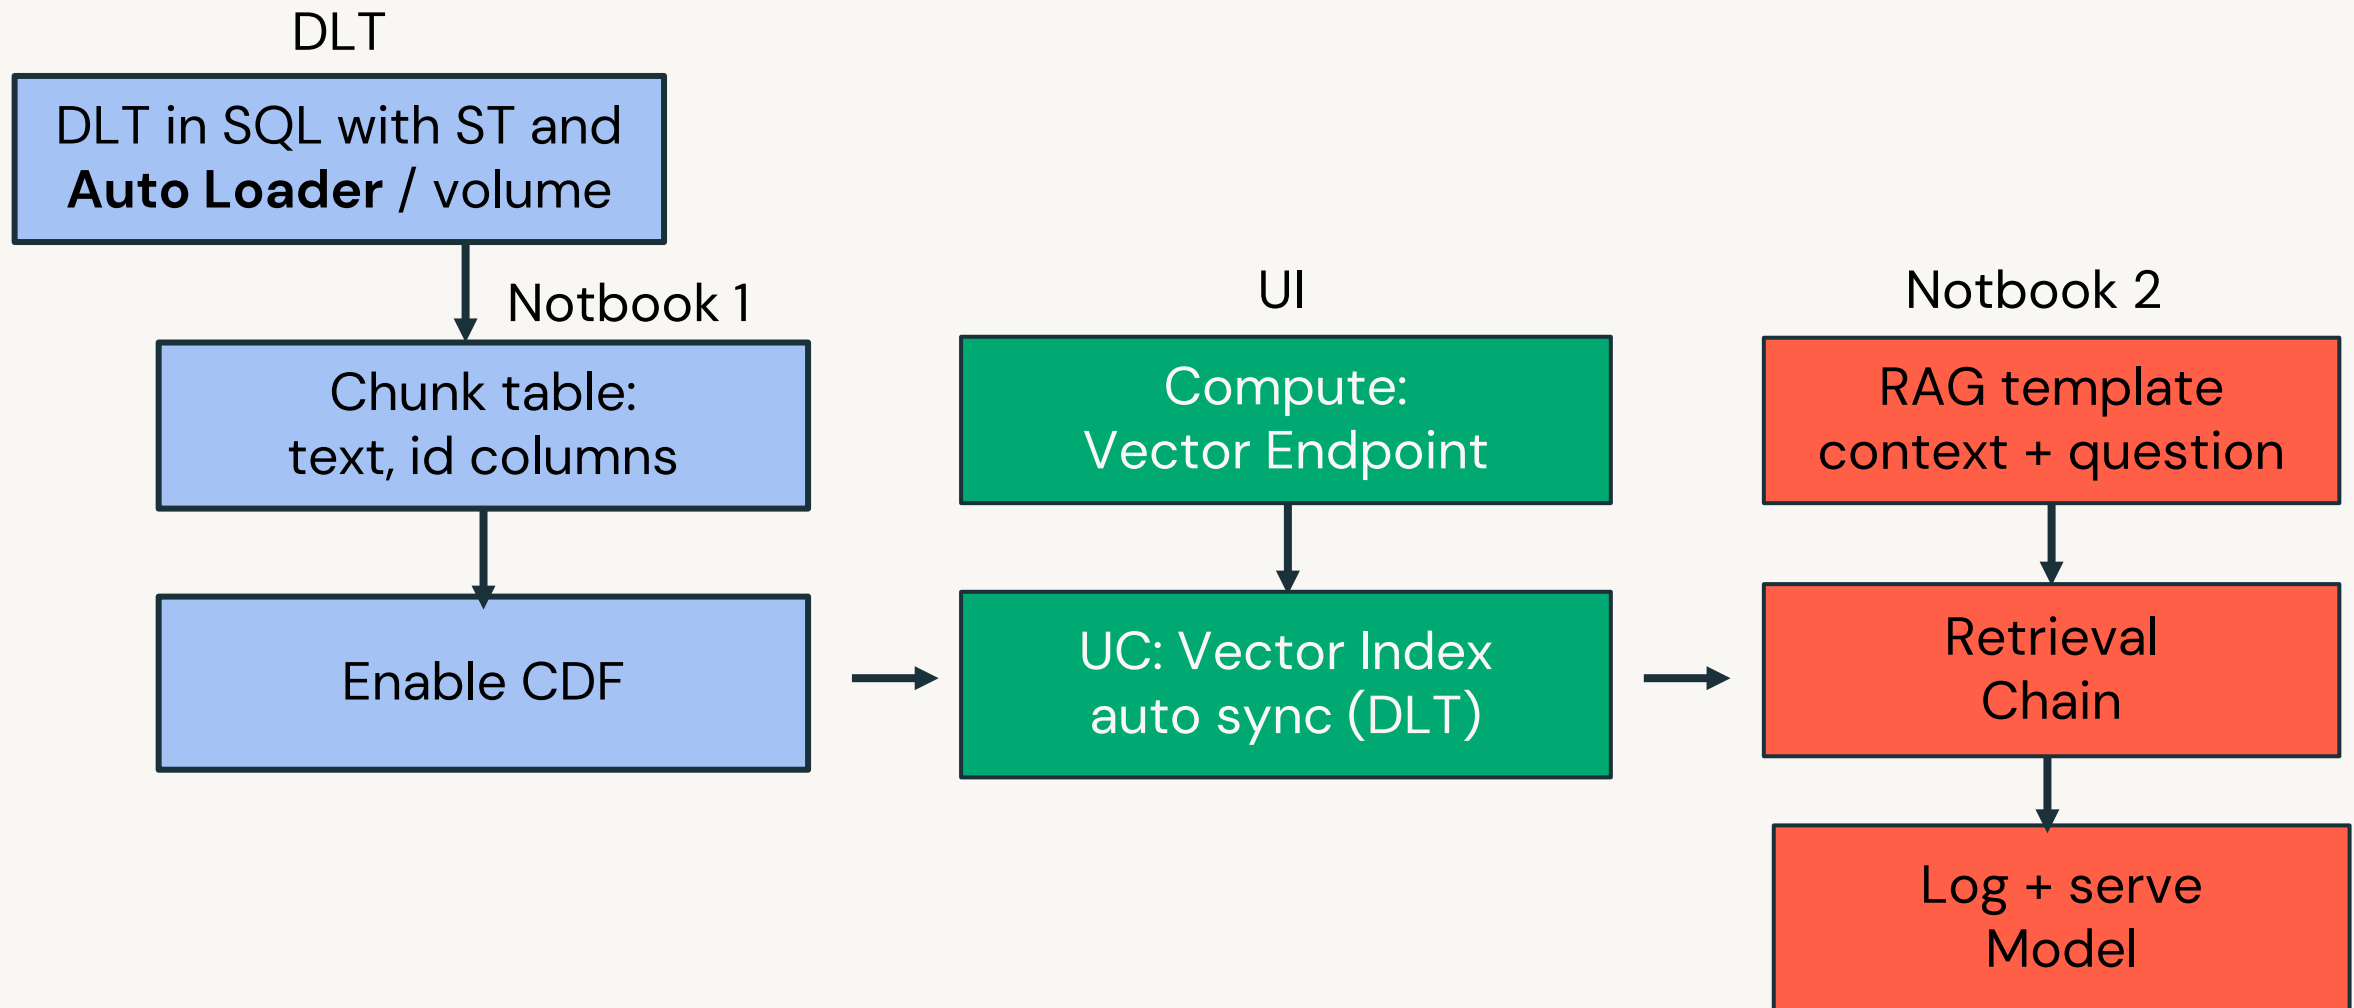 DLT
DLT in SQL with ST and
Auto Loader / volume
Notbook 1
Chunk table:
text, id columns
Enable CDF
UI
Compute:
Vector Endpoint
UC: Vector Index
auto sync (DLT)
Notbook 2
RAG template
context + question
Retrieval
Chain
Log + serve
Model